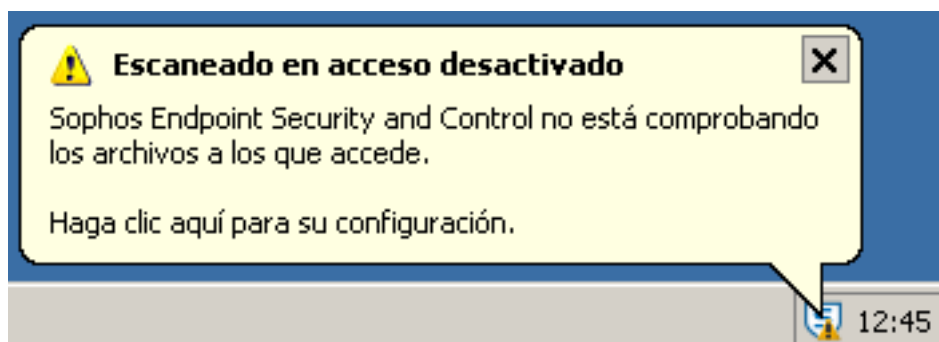 Escaneado en acceso desactivado
Sophos Endpoint Security and Control no está comprobando
los archivos a los que accede.
Haga clic aquí para su configuración.
12:45